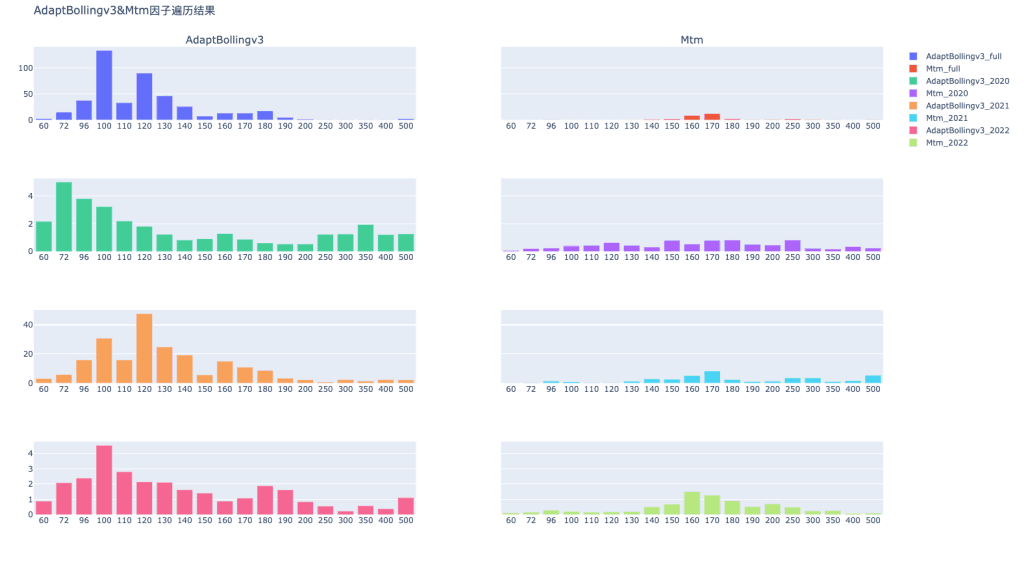 AdaptBollingv3&Mtm因子遍历结果
AdaptBollingv3
Mtm
100
50
0
60 72 96 100 110 120 130 140 150 160 170 180 190 200 250 300 350 400 500
60 72 96 100 110 120 130 140 150 160 170 180 190 200 250 300 350 400 500
AdaptBollingv3_full
Mtm_full
AdaptBollingv3_2020
Mtm_2020
AdaptBollingv3_2021
Mtm_2021
AdaptBollingv3_2022
Mtm_2022
4
2
0
60 72 96 100 110 120 130 140 150 160 170 180 190 200 250 300 350 400 500
60 72 96 100 110 120 130 140 150 160 170 180 190 200 250 300 350 400 500
40
20
0
60 72 96 100 110 120 130 140 150 160 170 180 190 200 250 300 350 400 500
60 72 96 100 110 120 130 140 150 160 170 180 190 200 250 300 350 400 500
4
3
2
1
0
60 72 96 100 110 120 130 140 150 160 170 180 190 200 250 300 350 400 500
60 72 96 100 110 120 130 140 150 160 170 180 190 200 250 300 350 400 500